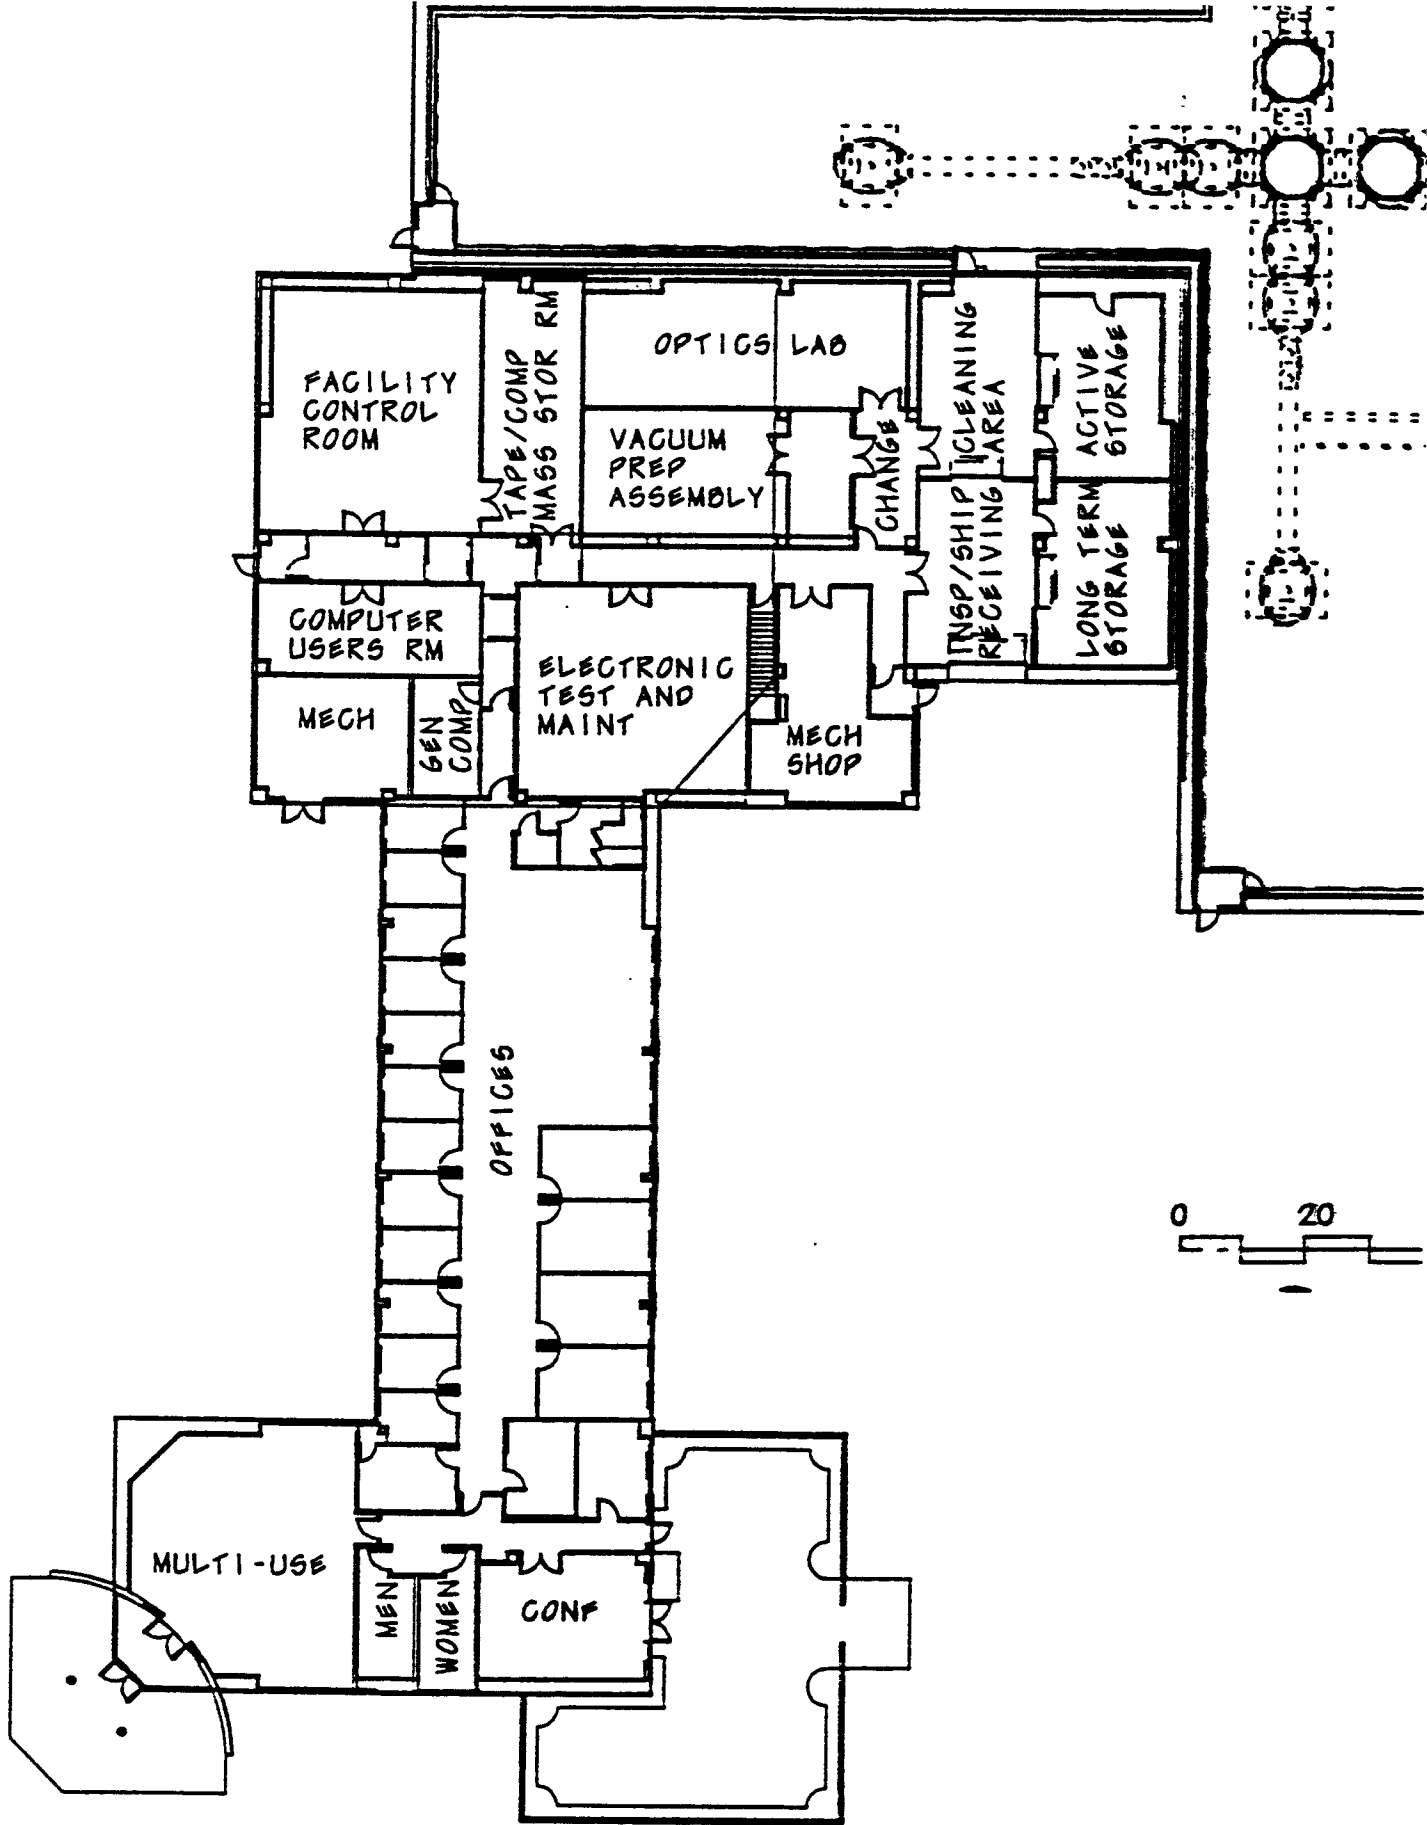 FACILITY
CONTROL
ROOM
TAPE/COMP
MASS STOR RM
OPTICS LAB
VACUUM
PREP
ASSEMBLY
CHANGE
CLEANING
AREA
ACTIVE
STORAGE
INSP/SHIP
RECEIVING
LONG TERM
STORAGE
COMPUTER
USERS RM
MECH
GEN
COMP
ELECTRONIC
TEST AND
MAINT
MECH
SHOP
OFFICES
0 20
MULTI-USE
MEN
WOMEN
CONF